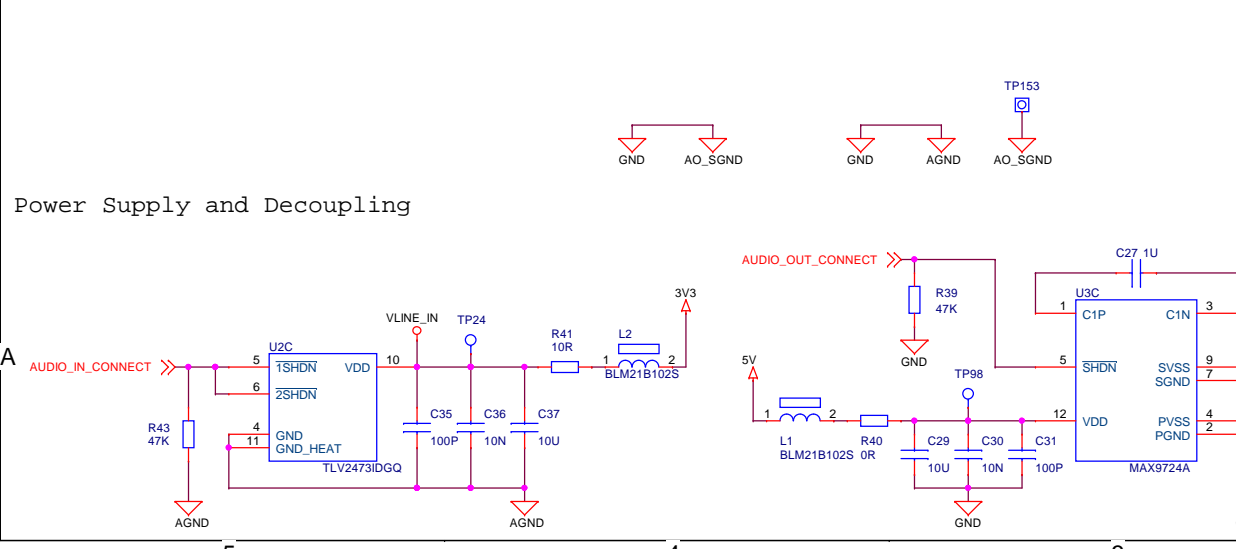 TP153
GND AO_SGND GND AGND AO_SGND
Power Supply and Decoupling
C27 1U
AUDIO_OUT_CONNECT
R39
47K
GND
U3C
1 C1P C1N 3
5 SHDN SVSS 9
SGND 7
12 VDD PVSS 4
PGND 2
MAX9724A
3V3
VLINE_IN TP24
R41
10R
L2
1 2
BLM21B102S
U2C
A AUDIO_IN_CONNECT 5 1SHDN VDD 10
6 2SHDN
4 GND
11 GND_HEAT
TLV2473IDGQ
R43
47K
C35
100P
C36
10N
C37
10U
AGND AGND
5V
TP98
1 2
L1
BLM21B102S
R40
0R
C29
10U
C30
10N
C31
100P
GND